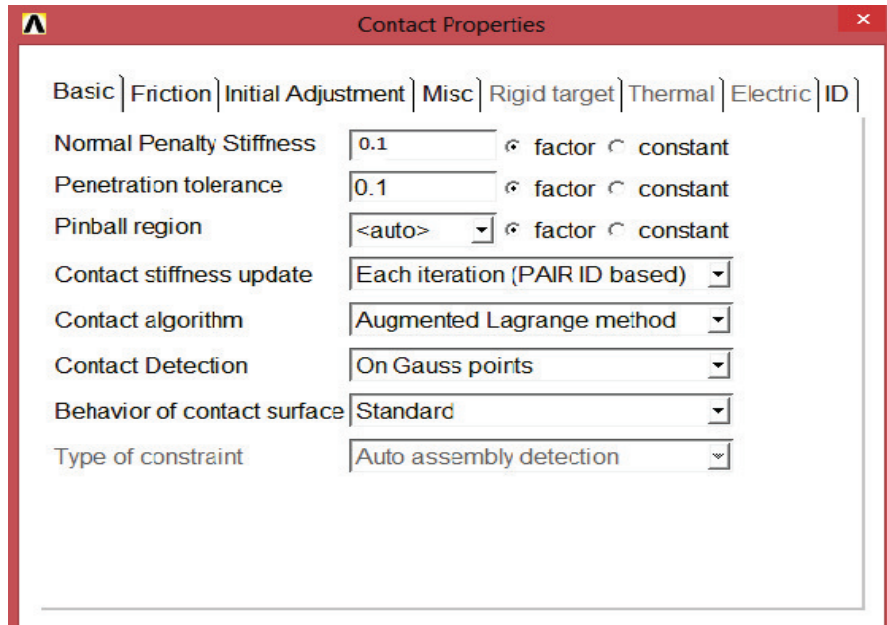 Contact Properties
Basic Friction Initial Adjustment Misc Rigid target Thermal Electric ID
Normal Penalty Stiffness 0.1 factor constant
Penetration tolerance 0.1 factor constant
Pinball region <auto> factor constant
Contact stiffness update Each iteration (PAIR ID based)
Contact algorithm Augmented Lagrange method
Contact Detection On Gauss points
Behavior of contact surface Standard
Type of constraint Auto assembly detection